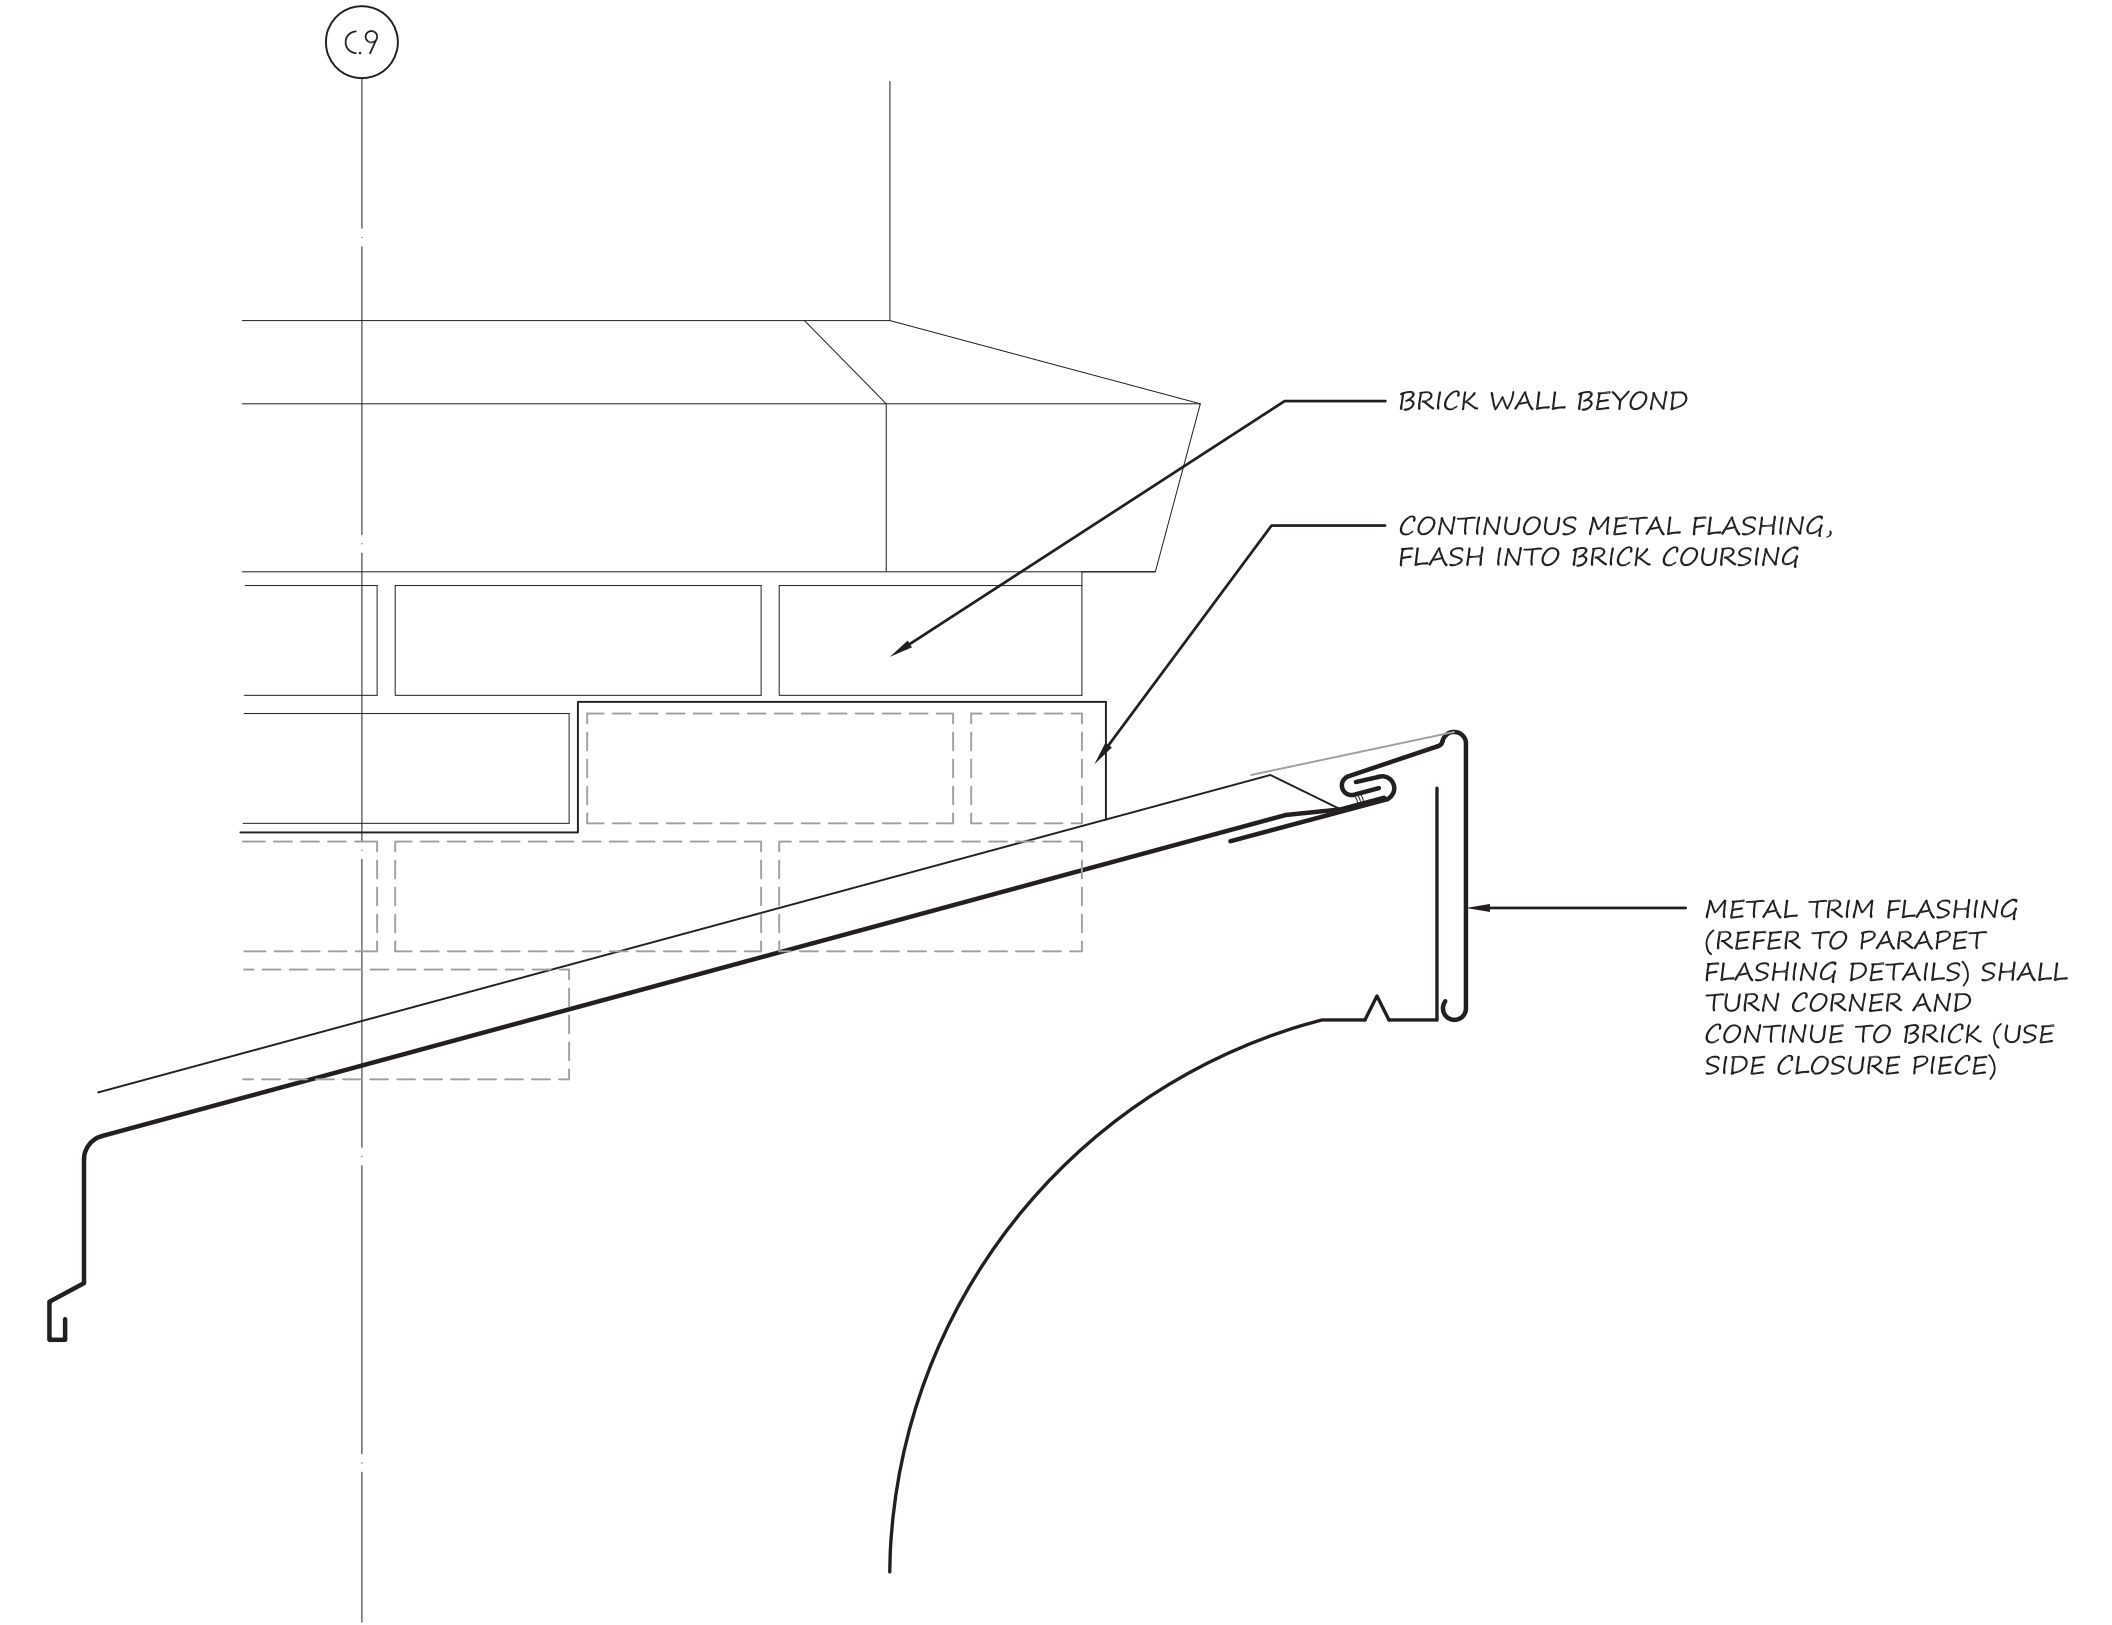 C.9
BRICK WALL BEYOND
CONTINUOUS METAL FLASHING,
FLASH INTO BRICK COURSING
METAL TRIM FLASHING
(REFER TO PARAPET
FLASHING DETAILS) SHALL
TURN CORNER AND
CONTINUE TO BRICK (USE
SIDE CLOSURE PIECE)